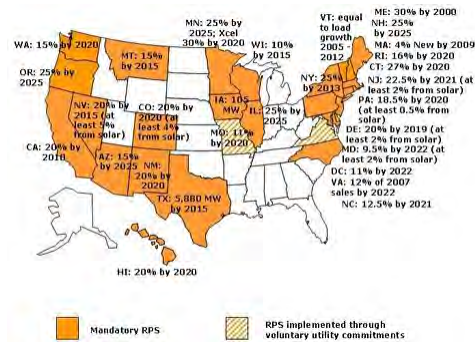 MN: 25% by
2025; Xcel
30% by 2020
WA: 15% by 2020
MT: 15%
by 2015
WI: 10%
by 2015
VT: equal
to load
growth
2005 -
2012
ME: 30% by 2000
NH: 25%
by 2025
MA: 4% New by 2009
RI: 16% by 2020
CT: 27% by 2020
OR: 25% by
2025
NY: 25%
by 2013
NJ: 22.5% by 2021 (at
least 2% from solar)
PA: 18.5% by 2020
(at least 0.5% from
solar)
NV: 20% by
2015 (at least
5%
from solar)
CO: 20% by
2020 (at
least 4%
from solar)
IA: 105
MW
IL: 25% by
2025
MO: 11%
by 2020
DE: 20% by 2019 (at
least 2% from solar)
MD: 9.5% by 2022 (at
least 2% from solar)
CA: 20%
by 2010
AZ: 15%
by 2025
NM:
20% by
2020
DC: 11% by 2022
VA: 12% of 2007
sales by 2022
NC: 12.5% by 2021
TX: 5,880 MW
by 2015
HI: 20% by 2020
Mandatory RPS
RPS implemented through
voluntary utility commitments